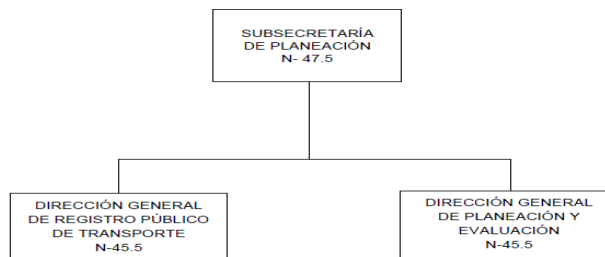 SUBSECRETARÍA
DE PLANEACIÓN
N- 47.5
DIRECCIÓN GENERAL
DE REGISTRO PÚBLICO
DE TRANSPORTE
N-45.5
DIRECCIÓN GENERAL
DE PLANEACIÓN Y
EVALUACIÓN
N-45.5